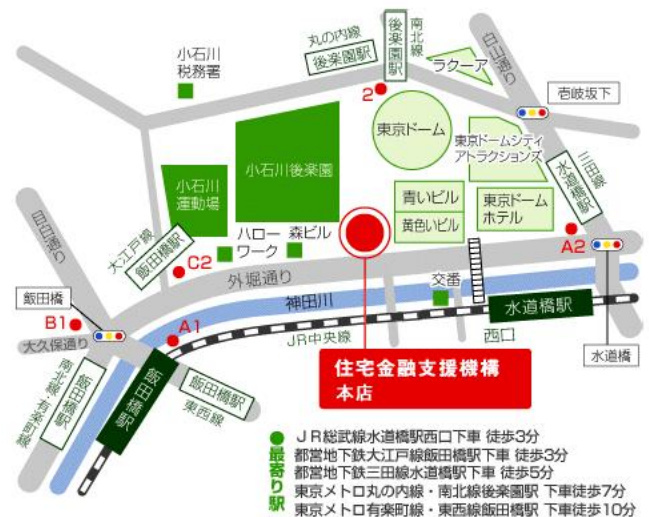 丸の内線
後楽園駅
後楽園駅
南北線
白山通り
ラクーア
小石川
税務署
2
壱岐坂下
東京ドーム
東京ドームシティ
アトラクションズ
小石川後楽園
三田線
水道橋駅
小石川
運動場
青いビル
黄色いビル
東京ドーム
ホテル
目白通り
大江戸線
飯田橋駅
ハロー
ワーク
森ビル
C2
A2
外堀通り
交番
飯田橋
神田川
水道橋駅
B1
A1
大久保通り
JR中央線
西口
水道橋
住宅金融支援機構
本店
南北線・有楽町線
飯田橋駅
飯田橋駅
飯田橋駅
東西線
●最寄り駅
JR総武線水道橋駅西口下車 徒歩3分
都営地下鉄大江戸線飯田橋駅下車 徒歩3分
都営地下鉄三田線水道橋駅下車 徒歩5分
東京メトロ丸の内線・南北線後楽園駅 下車徒歩7分
東京メトロ有楽町線・東西線飯田橋駅 下車徒歩10分